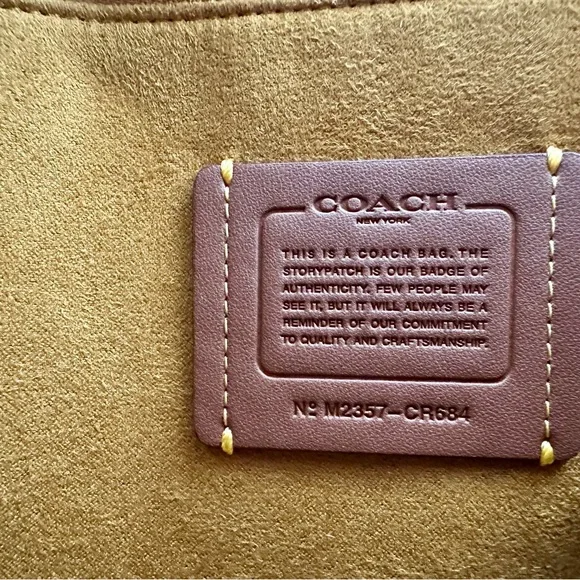 COACH
NEW YORK
THIS IS A COACH BAG. THE
STORYPATCH IS OUR BADGE OF
AUTHENTICITY. FEW PEOPLE MAY
SEE IT, BUT IT WILL ALWAYS BE A
REMINDER OF OUR COMMITMENT
TO QUALITY AND CRAFTSMANSHIP.
Nº M2357-CR684